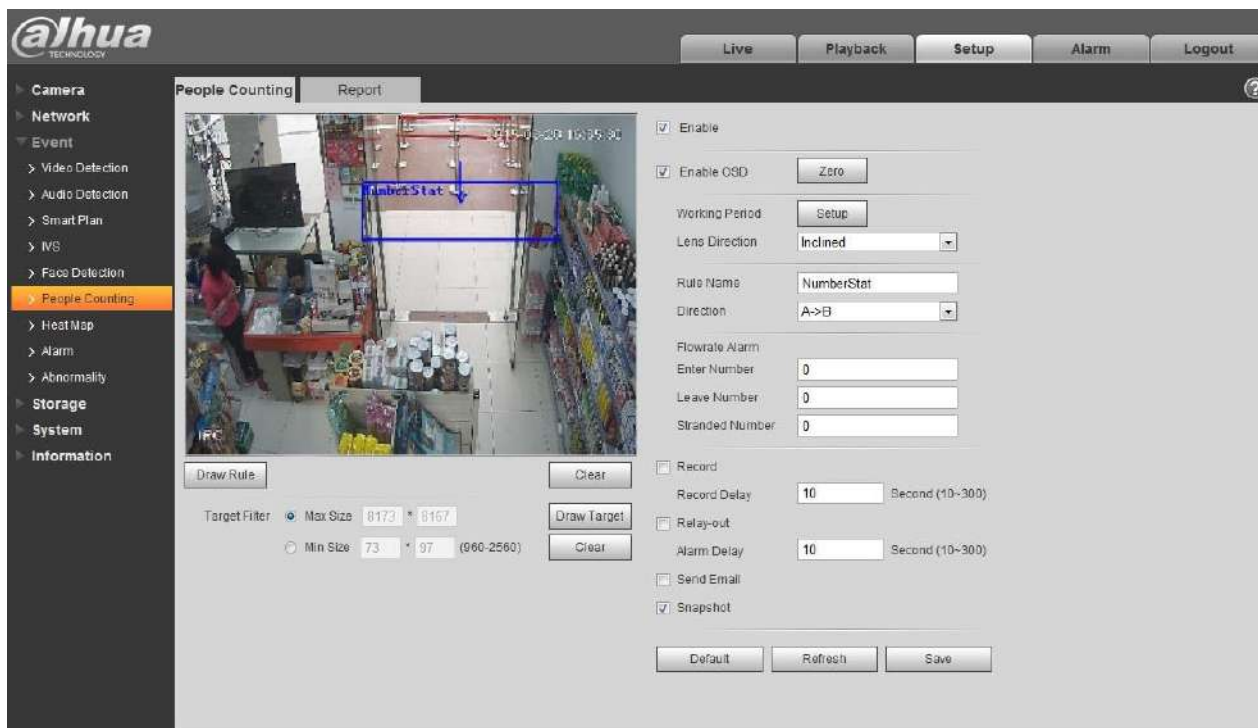 alhua
TECHNOLOGY
Live
Playback
Setup
Alarm
Logout
Camera
Network
Event
> Video Detection
> Audio Detection
> Smart Plan
> IVS
> Face Detection
> People Counting
> Heat Map
> Alarm
> Abnormality
Storage
System
Information
People Counting
Report
?
NumberStat
IPC
Draw Rule
Clear
Target Filter Max Size 8173 * 8167 Draw Target
Min Size 73 * 97 (960-2560) Clear
Enable
Enable OSD Zero
Working Period Setup
Lens Direction Inclined
Rule Name NumberStat
Direction A->B
Flowrate Alarm
Enter Number 0
Leave Number 0
Stranded Number 0
Record
Record Delay 10 Second (10~300)
Relay-out
Alarm Delay 10 Second (10~300)
Send Email
Snapshot
Default Refresh Save